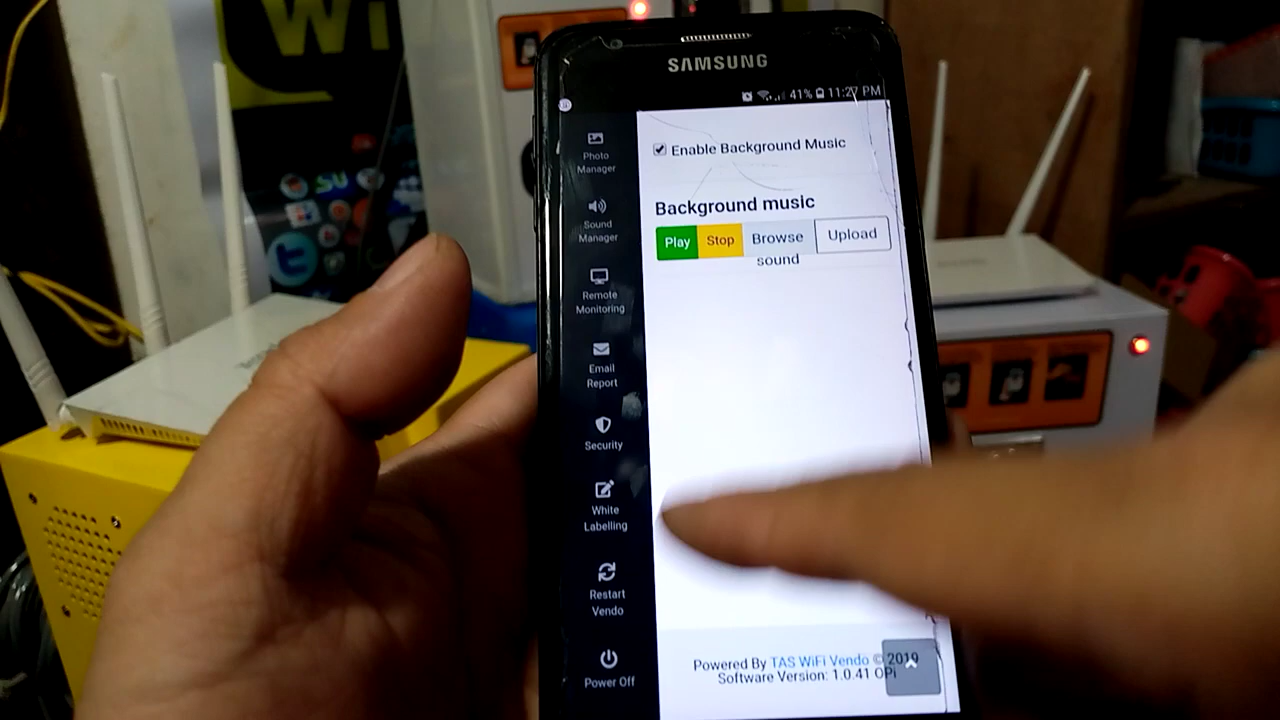 Wi
SAMSUNG
41% 11:27 PM
Photo
Manager
Sound
Manager
Remote
Monitoring
Email
Report
Security
White
Labelling
Restart
Vendo
Power Off
Enable Background Music
Background music
Play
Stop
Browse
sound
Upload
Powered By TAS WiFi Vendo © 2019
Software Version: 1.0.41 OPi